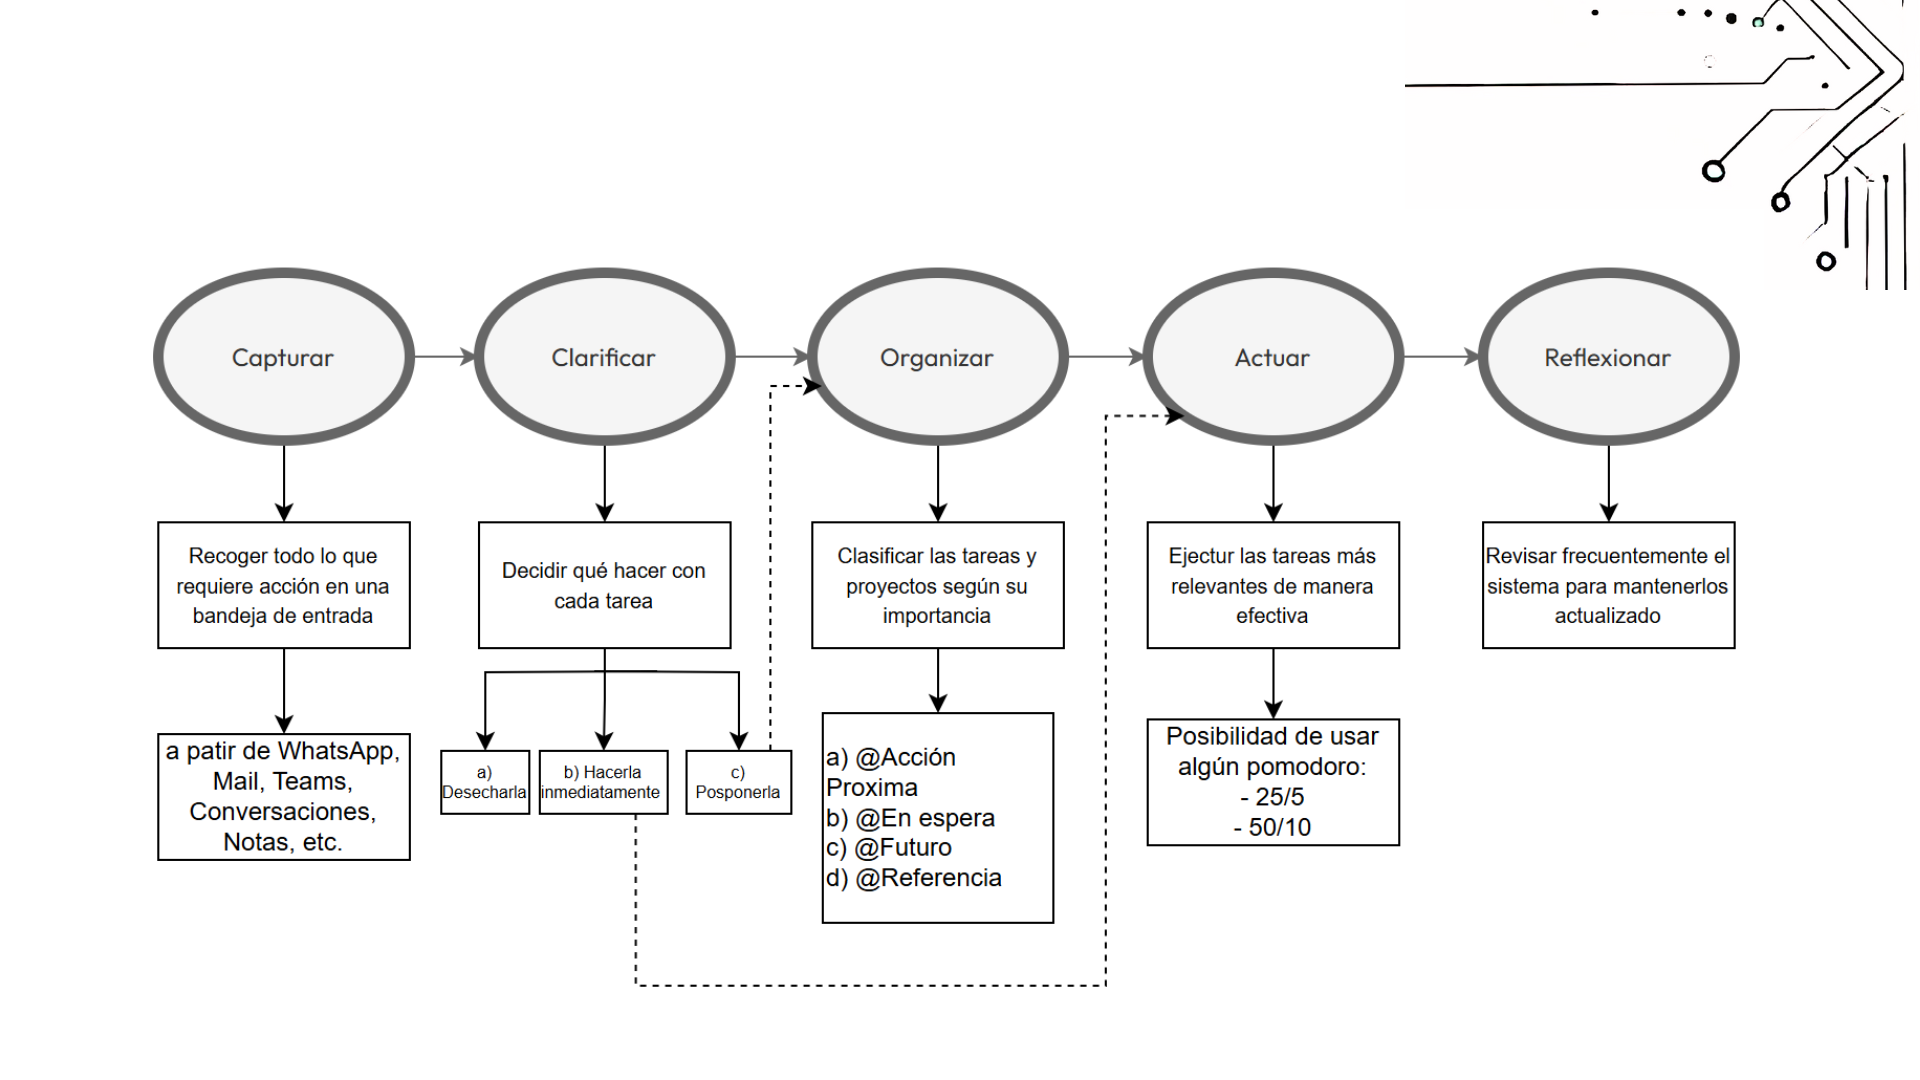 Capturar
Clarificar
Organizar
Actuar
Reflexionar
Recoger todo lo que
requiere acción en una
bandeja de entrada
Decidir qué hacer con
cada tarea
Clasificar las tareas y
proyectos según su
importancia
Ejectur las tareas más
relevantes de manera
efectiva
Revisar frecuentemente el
sistema para mantenerlos
actualizado
a patir de WhatsApp,
Mail, Teams,
Conversaciones,
Notas, etc.
a)
Desecharla
b) Hacerla
inmediatamente
c)
Posponerla
a) @Acción
Proxima
b) @En espera
c) @Futuro
d) @Referencia
Posibilidad de usar
algún pomodoro:
- 25/5
- 50/10